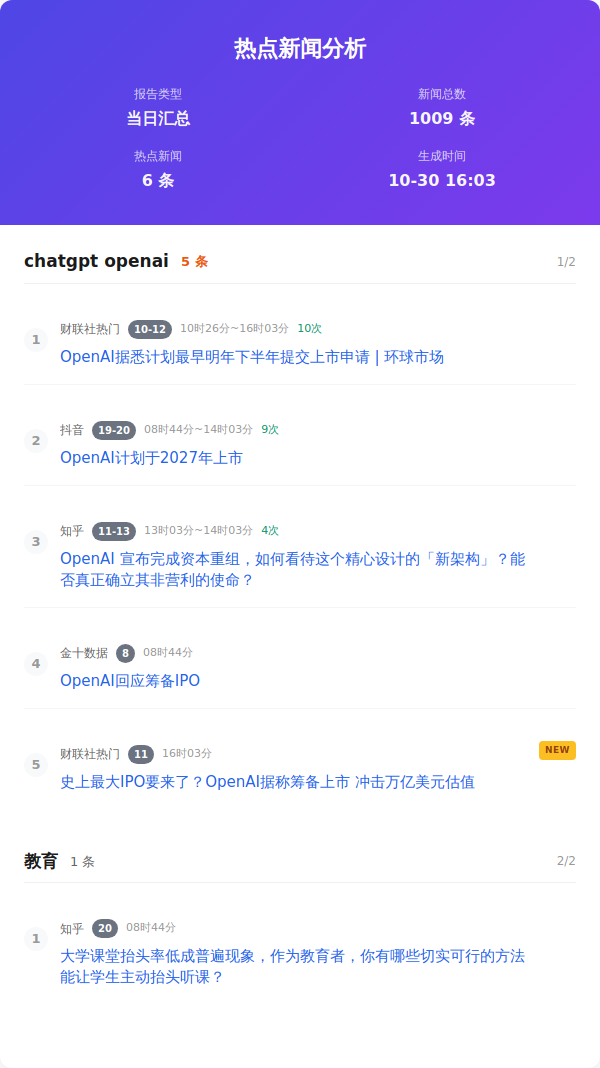 热点新闻分析
报告类型
当日汇总
新闻总数
1009 条
热点新闻
6 条
生成时间
10-30 16:03
chatgpt openai 5 条 1/2
1
财联社热门 10-12 10时26分~16时03分 10次
OpenAI据悉计划最早明年下半年提交上市申请 | 环球市场
2
抖音 19-20 08时44分~14时03分 9次
OpenAI计划于2027年上市
3
知乎 11-13 13时03分~14时03分 4次
OpenAI 宣布完成资本重组，如何看待这个精心设计的「新架构」？能
否真正确立其非营利的使命？
4
金十数据 8 08时44分
OpenAI回应筹备IPO
5
财联社热门 11 16时03分 NEW
史上最大IPO要来了？OpenAI据称筹备上市 冲击万亿美元估值
教育 1 条 2/2
1
知乎 20 08时44分
大学课堂抬头率低成普遍现象，作为教育者，你有哪些切实可行的方法
能让学生主动抬头听课？